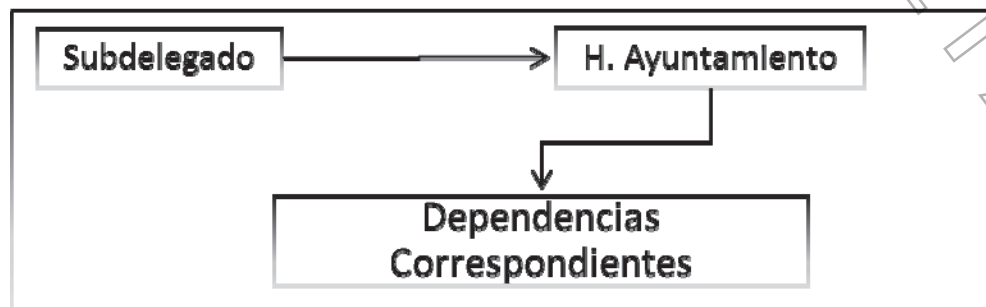 Subdelegado
H. Ayuntamiento
Dependencias
Correspondientes